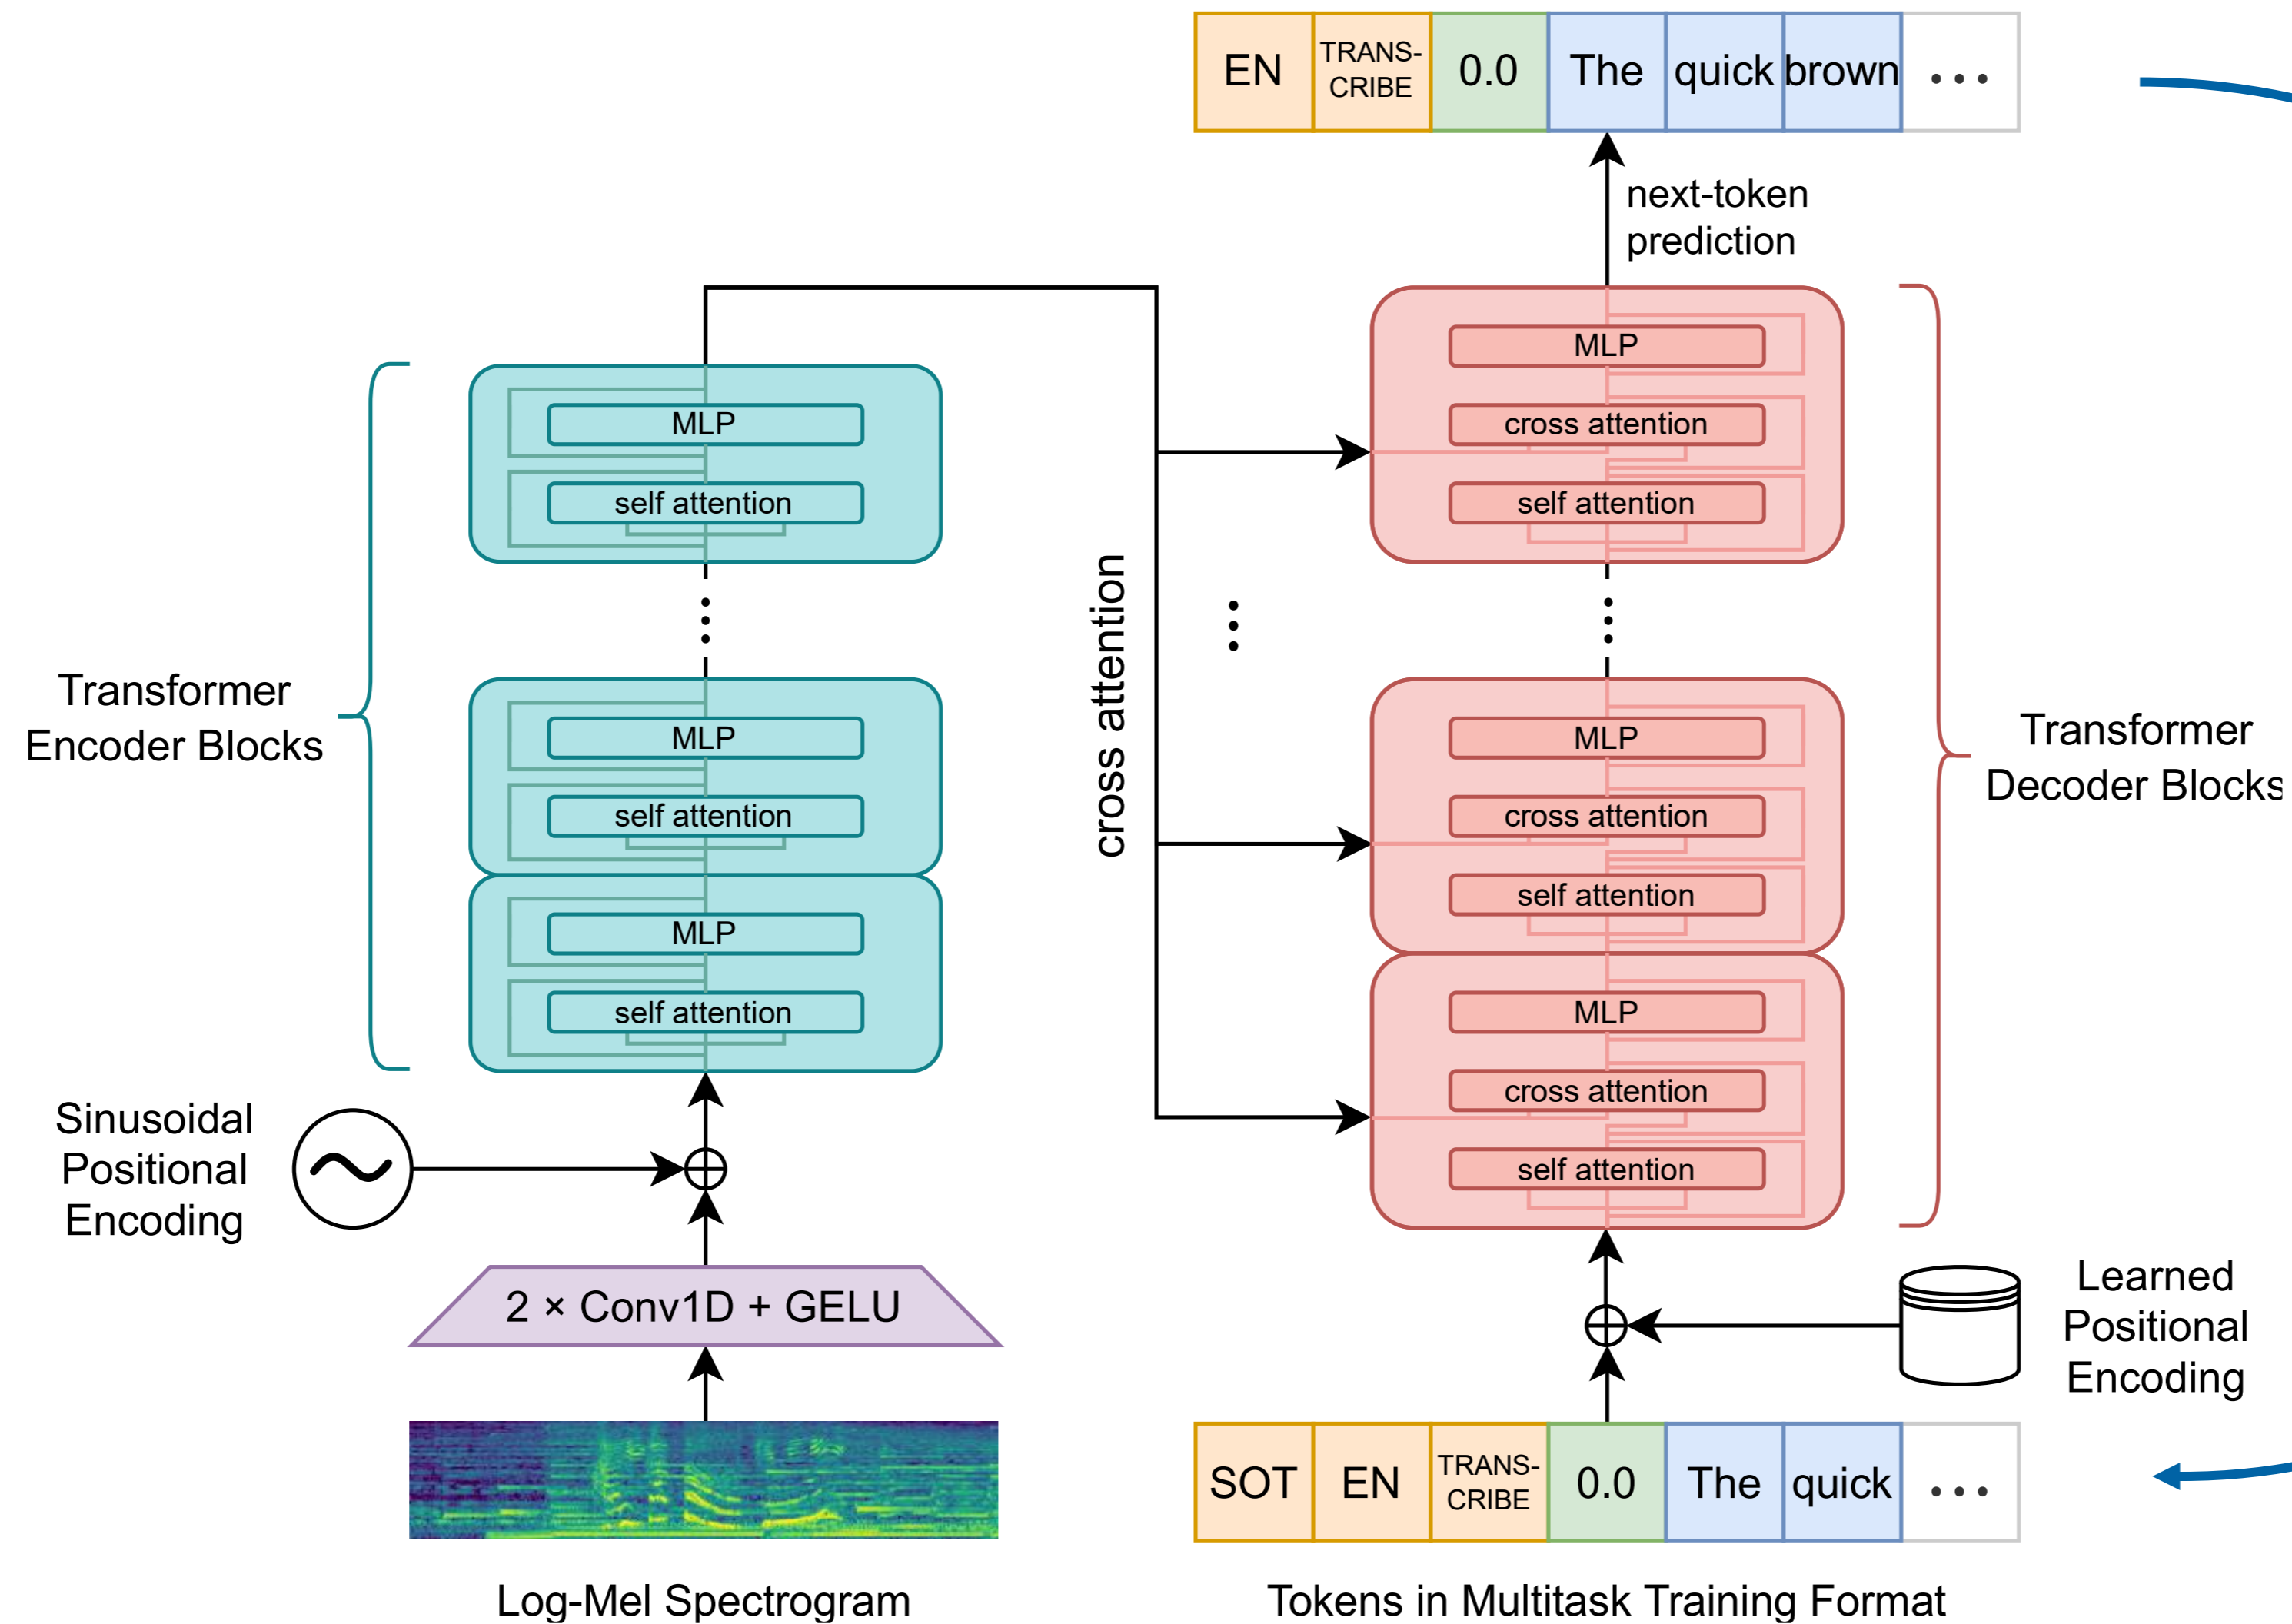 EN TRANS-CRIBE 0.0 The quick brown ...
next-token
prediction
MLP
cross attention
self attention
MLP
self attention
cross attention
Transformer
Encoder Blocks
MLP
self attention
MLP
self attention
MLP
cross attention
self attention
MLP
cross attention
self attention
Transformer
Decoder Blocks
Sinusoidal
Positional
Encoding
2 × Conv1D + GELU
Learned
Positional
Encoding
SOT EN TRANS-CRIBE 0.0 The quick ...
Log-Mel Spectrogram
Tokens in Multitask Training Format